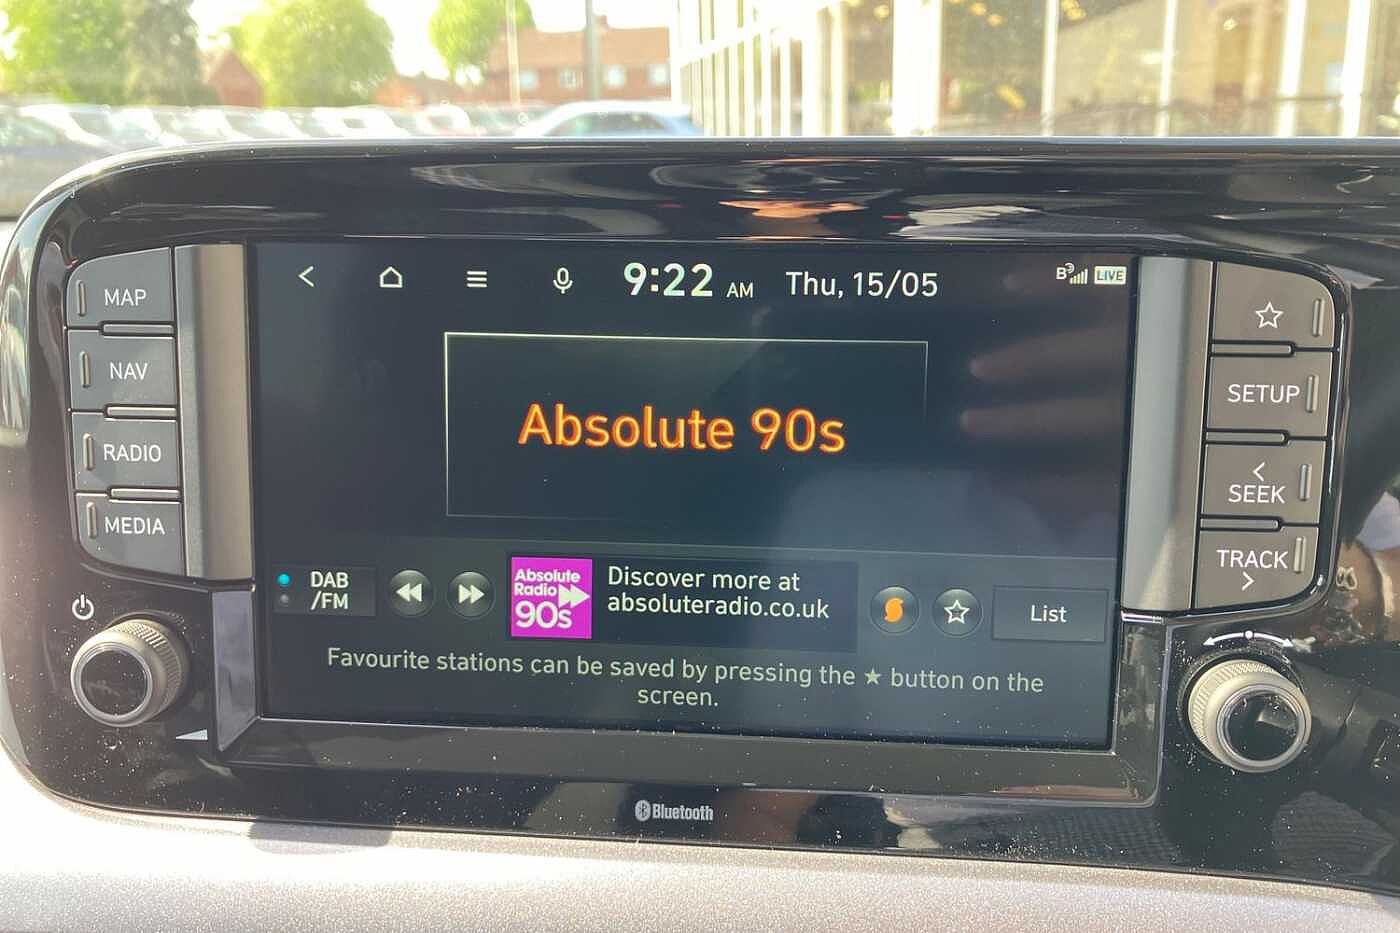 9:22 AM Thu, 15/05
B LIVE
MAP
NAV
RADIO
MEDIA
SETUP
< SEEK
TRACK >
Absolute 90s
DAB
/FM
Absolute
Radio
90s
Discover more at
absoluteradio.co.uk
List
Favourite stations can be saved by pressing the ★ button on the
screen.
Bluetooth